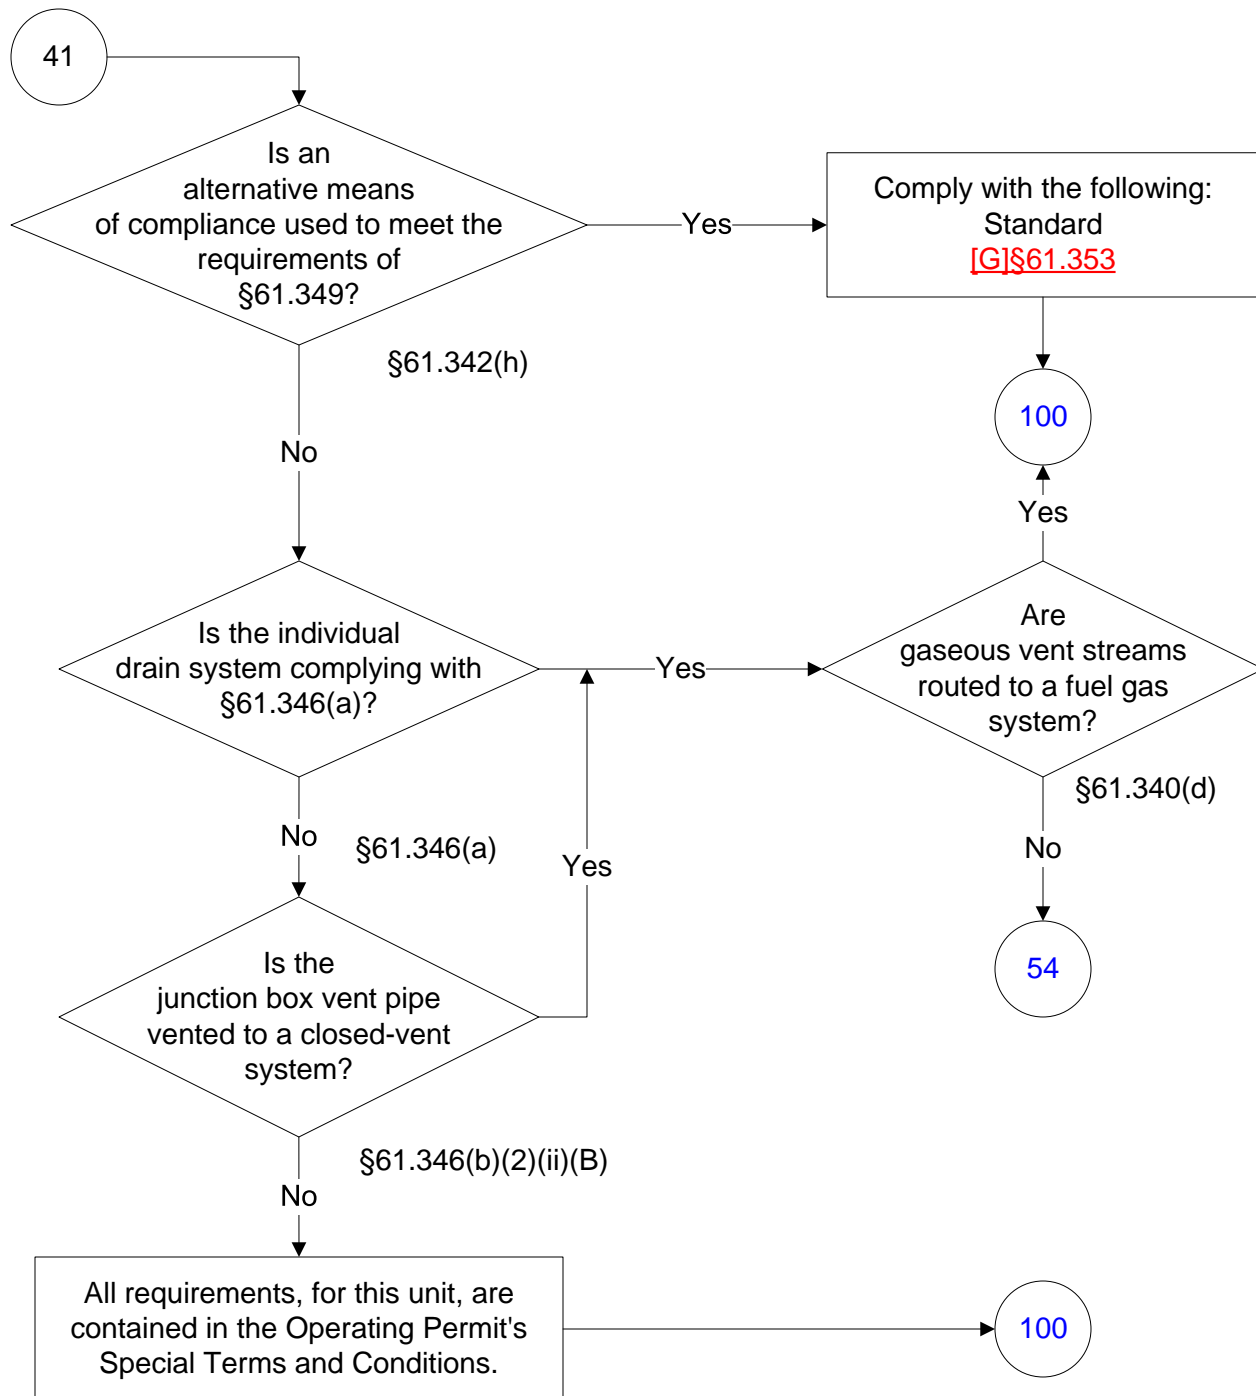 41
Is an
alternative means
of compliance used to meet the
requirements of
§61.349?
Yes
Comply with the following:
Standard
[G]§61.353
§61.342(h)
100
No
Yes
Is the individual
drain system complying with
§61.346(a)?
Yes
Are
gaseous vent streams
routed to a fuel gas
system?
§61.340(d)
No
§61.346(a)
Yes
No
Is the
junction box vent pipe
vented to a closed-vent
system?
54
§61.346(b)(2)(ii)(B)
No
All requirements, for this unit, are
contained in the Operating Permit's
Special Terms and Conditions.
100